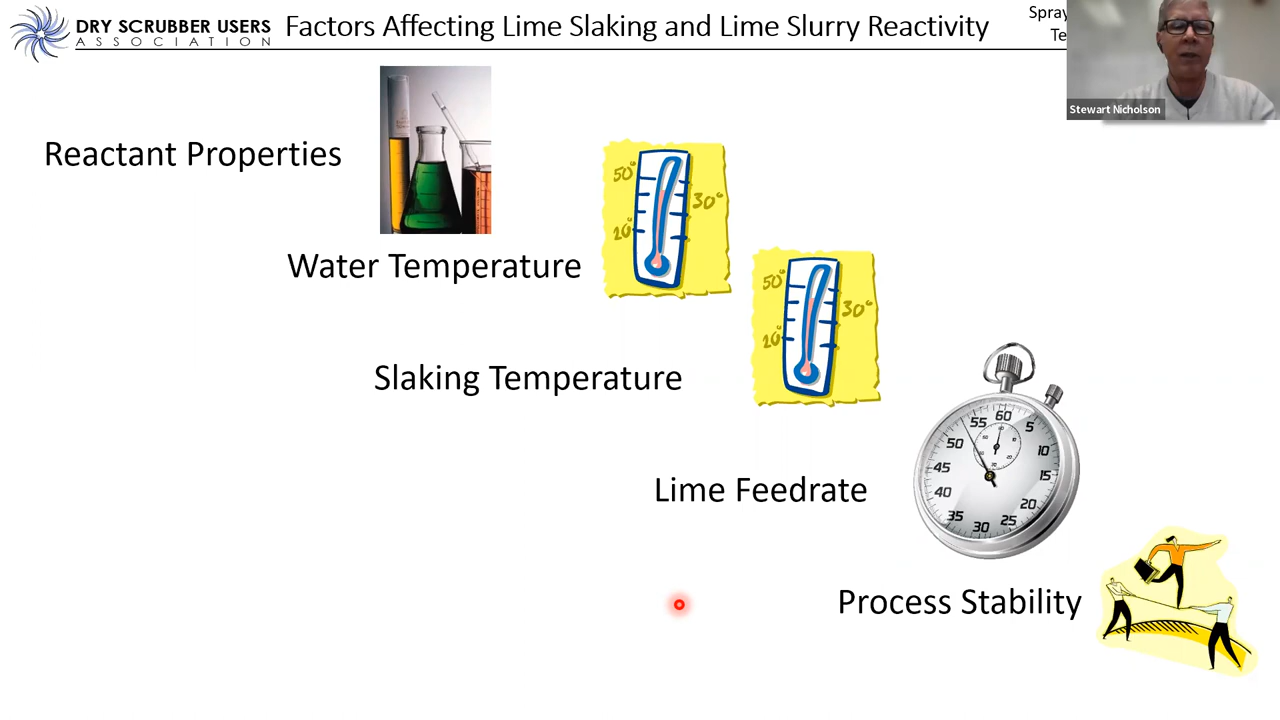 DRY SCRUBBER USERS
ASSOCIATION
Factors Affecting Lime Slaking and Lime Slurry Reactivity
Spray
Te
Stewart Nicholson
Reactant Properties
50°
30°
20°
Water Temperature
50°
30°
20°
Slaking Temperature
60
55
5
50
10
45
15
40
20
35
25
30
Lime Feedrate
Process Stability